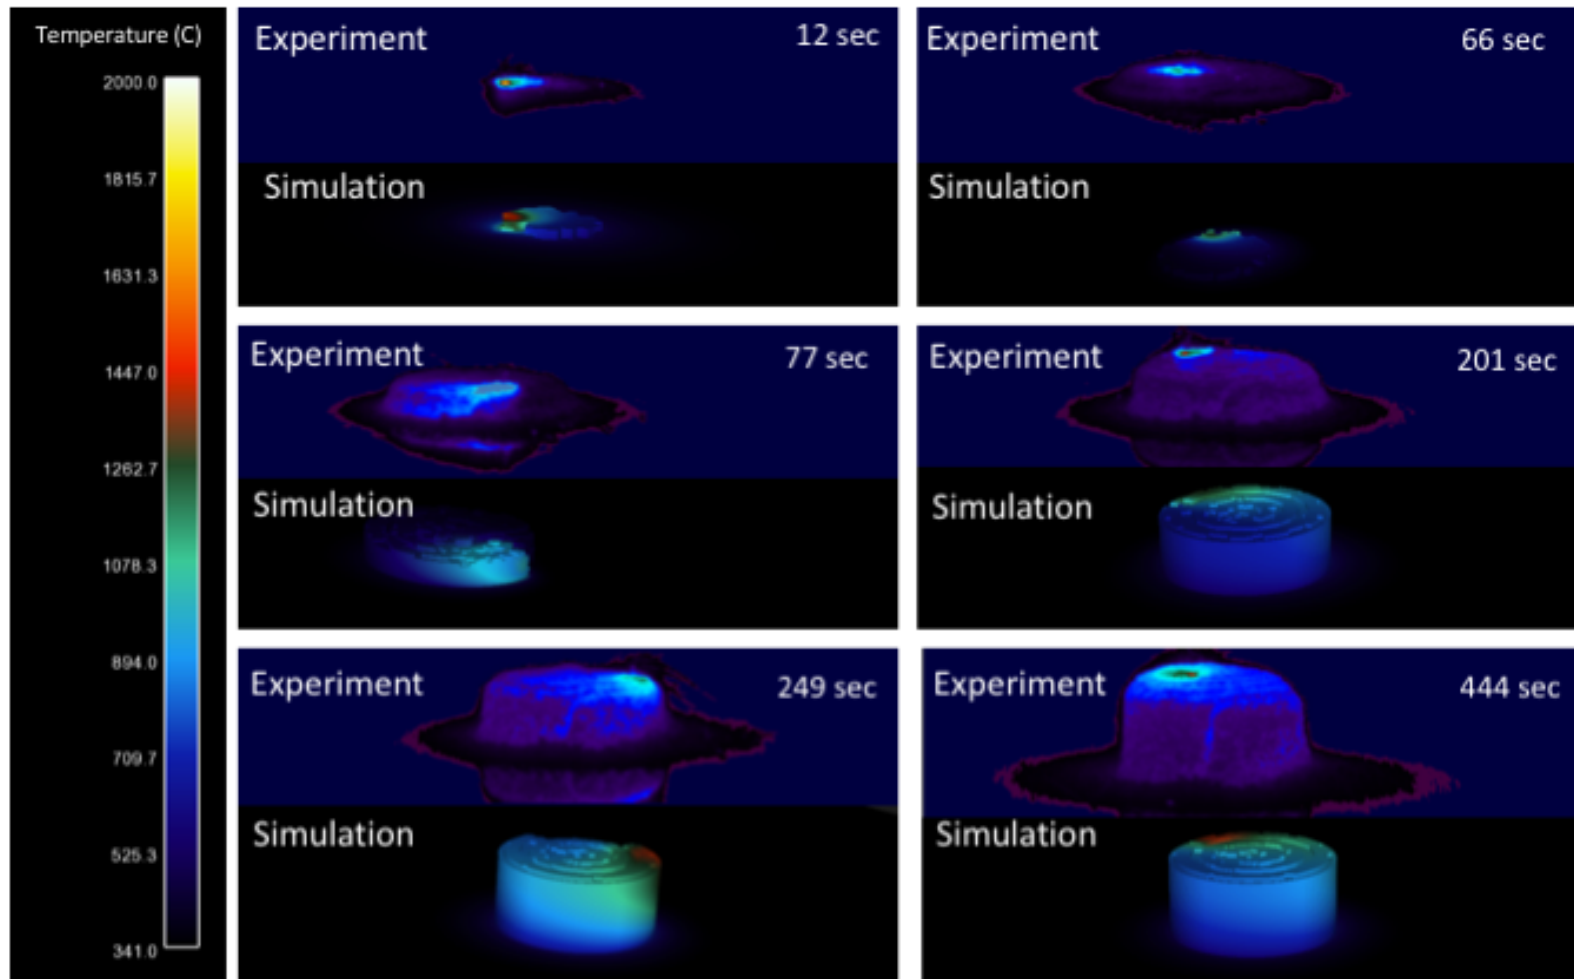 Temperature (C)
2000.0
1815.7
1631.3
1447.0
1262.7
1078.3
894.0
709.7
525.3
341.0
Experiment
12 sec
Simulation
Experiment
66 sec
Simulation
Experiment
77 sec
Simulation
Experiment
201 sec
Simulation
Experiment
249 sec
Simulation
Experiment
444 sec
Simulation